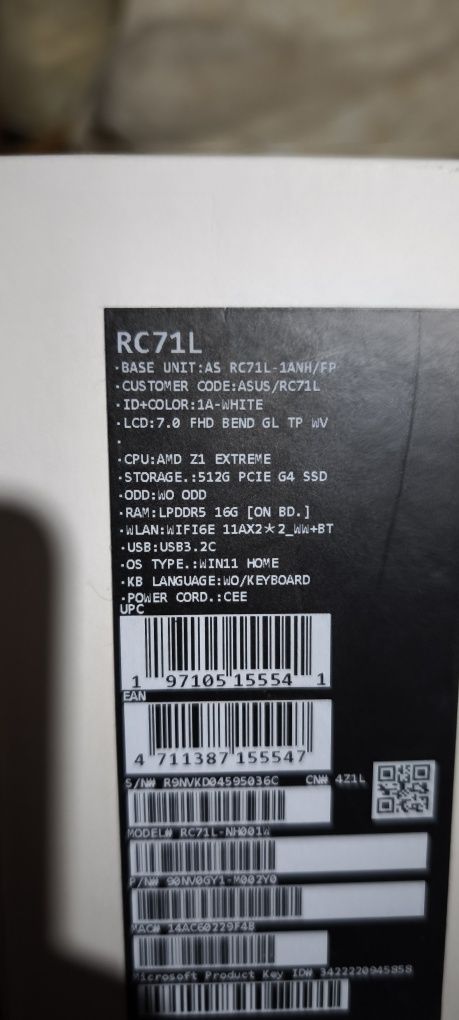 RC71L
·BASE UNIT:AS RC71L-1ANH/FP
·CUSTOMER CODE:ASUS/RC71L
·ID+COLOR:1A-WHITE
·LCD:7.0 FHD BEND GL TP WV
·
·CPU:AMD Z1 EXTREME
·STORAGE.:512G PCIE G4 SSD
·ODD:WO ODD
·RAM:LPDDR5 16G [ON BD.]
·WLAN:WIFI6E 11AX2*2_WW+BT
·USB:USB3.2C
·OS TYPE.:WIN11 HOME
·KB LANGUAGE:WO/KEYBOARD
·POWER CORD.:CEE
UPC
1 97105 15554 1
EAN
4 711387 155547
S/N# R9NVKD04595036C CN# 4Z1L
MODEL# RC71L-NH001W
P/N# 90NV0GY1-M002Y0
MAC# 14AC60229F4B
Microsoft Product Key ID# 3422220945858